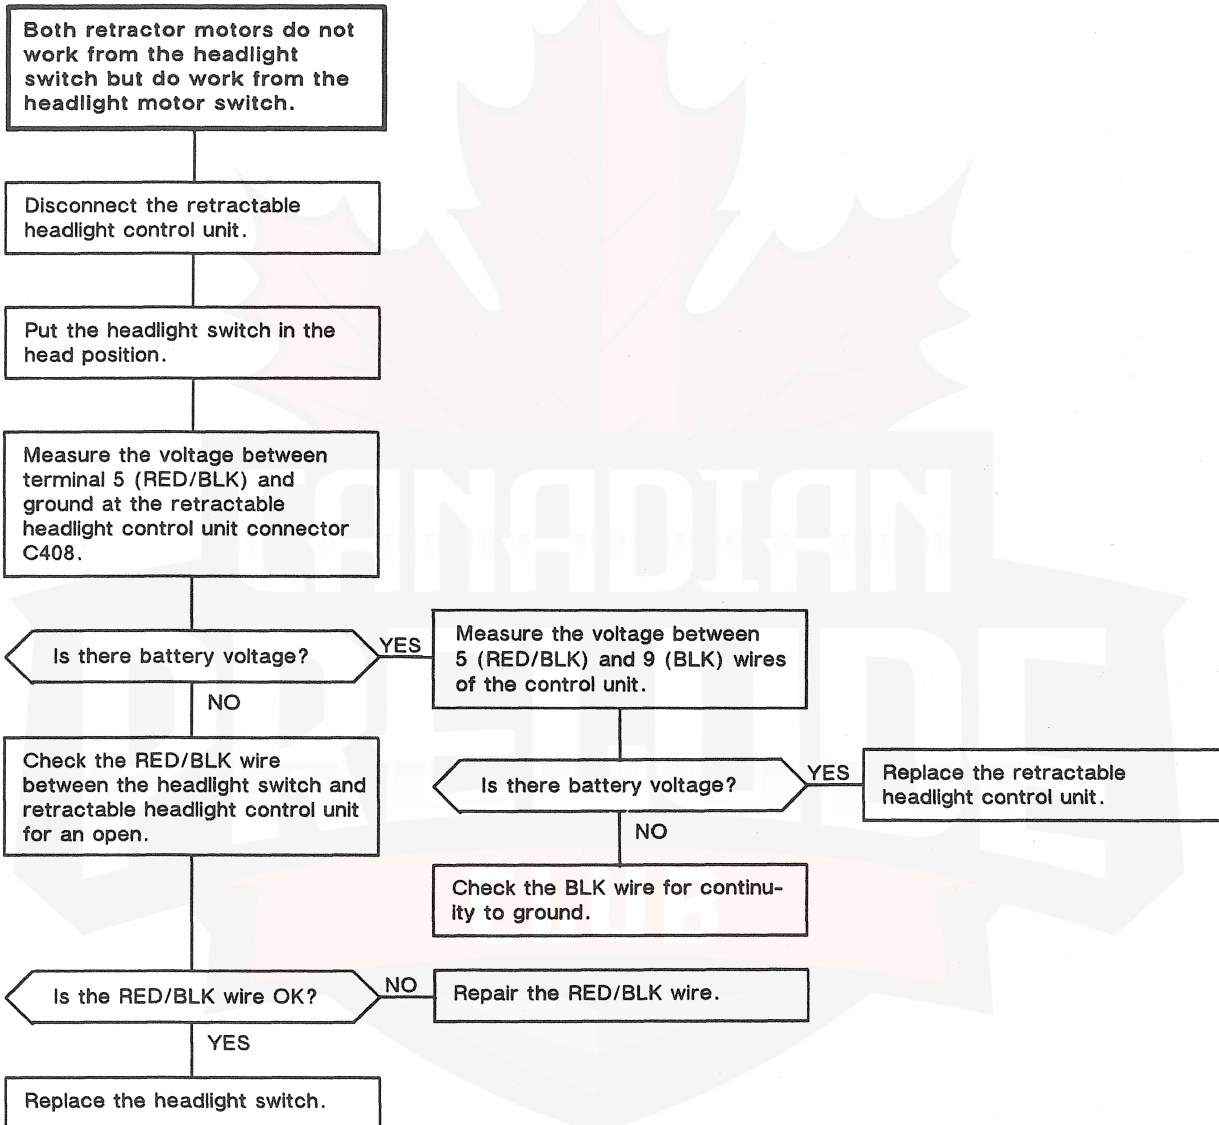 Both retractor motors do not
work from the headlight
switch but do work from the
headlight motor switch.
Disconnect the retractable
headlight control unit.
Put the headlight switch in the
head position.
Measure the voltage between
terminal 5 (RED/BLK) and
ground at the retractable
headlight control unit connector
C408.
Is there battery voltage?
YES
Measure the voltage between
5 (RED/BLK) and 9 (BLK) wires
of the control unit.
NO
Check the RED/BLK wire
between the headlight switch and
retractable headlight control unit
for an open.
Is there battery voltage?
YES
Replace the retractable
headlight control unit.
NO
Check the BLK wire for continu-
ity to ground.
Is the RED/BLK wire OK?
NO
Repair the RED/BLK wire.
YES
Replace the headlight switch.
CANADIAN
PRELUDE
CLUB